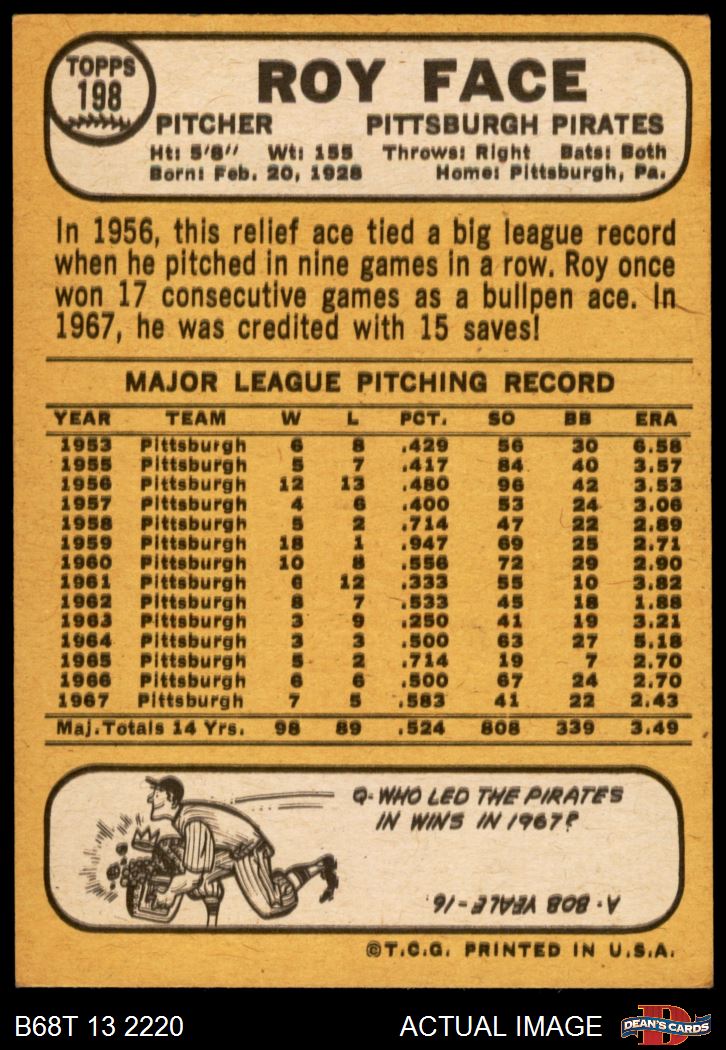 TOPPS
198
ROY FACE
PITCHER PITTSBURGH PIRATES
Ht: 5'8" Wt: 155 Throws: Right Bats: Both
Born: Feb. 20, 1928 Home: Pittsburgh, Pa.
In 1956, this relief ace tied a big league record
when he pitched in nine games in a row. Roy once
won 17 consecutive games as a bullpen ace. In
1967, he was credited with 15 saves!
MAJOR LEAGUE PITCHING RECORD
YEAR TEAM W L PCT. SO BB ERA
1953 Pittsburgh 6 8 .429 56 30 6.58
1955 Pittsburgh 5 7 .417 84 40 3.57
1956 Pittsburgh 12 13 .480 96 42 3.53
1957 Pittsburgh 4 6 .400 53 24 3.06
1958 Pittsburgh 5 2 .714 47 22 2.89
1959 Pittsburgh 18 1 .947 69 25 2.71
1960 Pittsburgh 10 8 .556 72 29 2.90
1961 Pittsburgh 6 12 .333 55 10 3.82
1962 Pittsburgh 8 7 .533 45 18 1.88
1963 Pittsburgh 3 9 .250 41 19 3.21
1964 Pittsburgh 3 3 .500 63 27 5.18
1965 Pittsburgh 5 2 .714 19 7 2.70
1966 Pittsburgh 6 6 .500 67 24 2.70
1967 Pittsburgh 7 5 .583 41 22 2.43
Maj. Totals 14 Yrs. 98 89 .524 808 339 3.49
Q- WHO LED THE PIRATES
IN WINS IN 1967?
A- BOB VEALE-16
©T.C.G. PRINTED IN U.S.A.
B68T 13 2220 ACTUAL IMAGE
D
DEAN'S CARDS